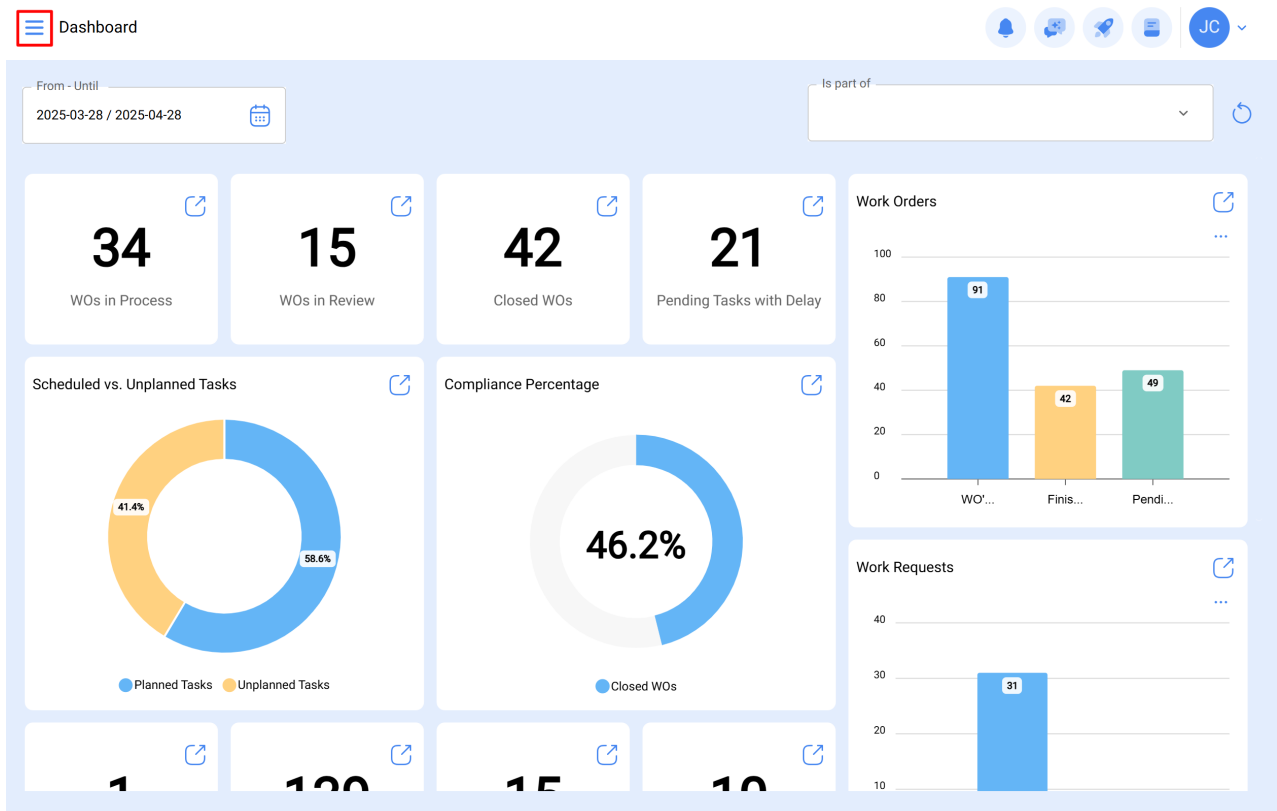 Dashboard
JC
From - Until
2025-03-28 / 2025-04-28
Is part of
34
WOs in Process
15
WOs in Review
42
Closed WOs
21
Pending Tasks with Delay
Work Orders
...
100
80
60
40
20
0
91
42
49
WO'...
Finis...
Pendi...
Scheduled vs. Unplanned Tasks
41.4%
58.6%
Planned Tasks
Unplanned Tasks
Compliance Percentage
46.2%
Closed WOs
Work Requests
...
40
30
20
10
31